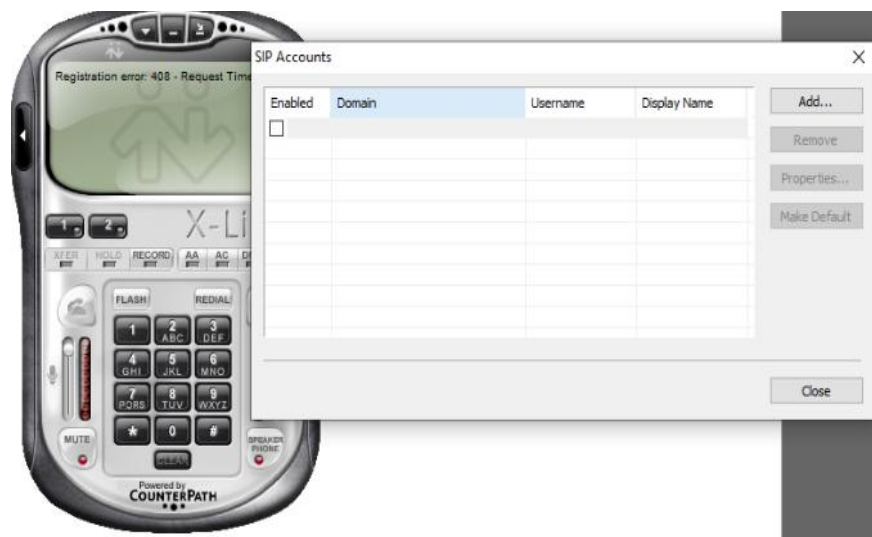 Registration error: 408 - Request Time
SIP Accounts
Enabled Domain Username Display Name
Add...
Remove
Properties...
Make Default
Close
1 2
X-Li
XFER HOLD RECORD AA AC
FLASH REDIAL
1 2 ABC 3 DEF
4 GHI 5 JKL 6 MNO
7 PQRS 8 TUV 9 WXYZ
* 0 #
MUTE CLEAR SPEAKER PHONE
Powered by
COUNTERPATH